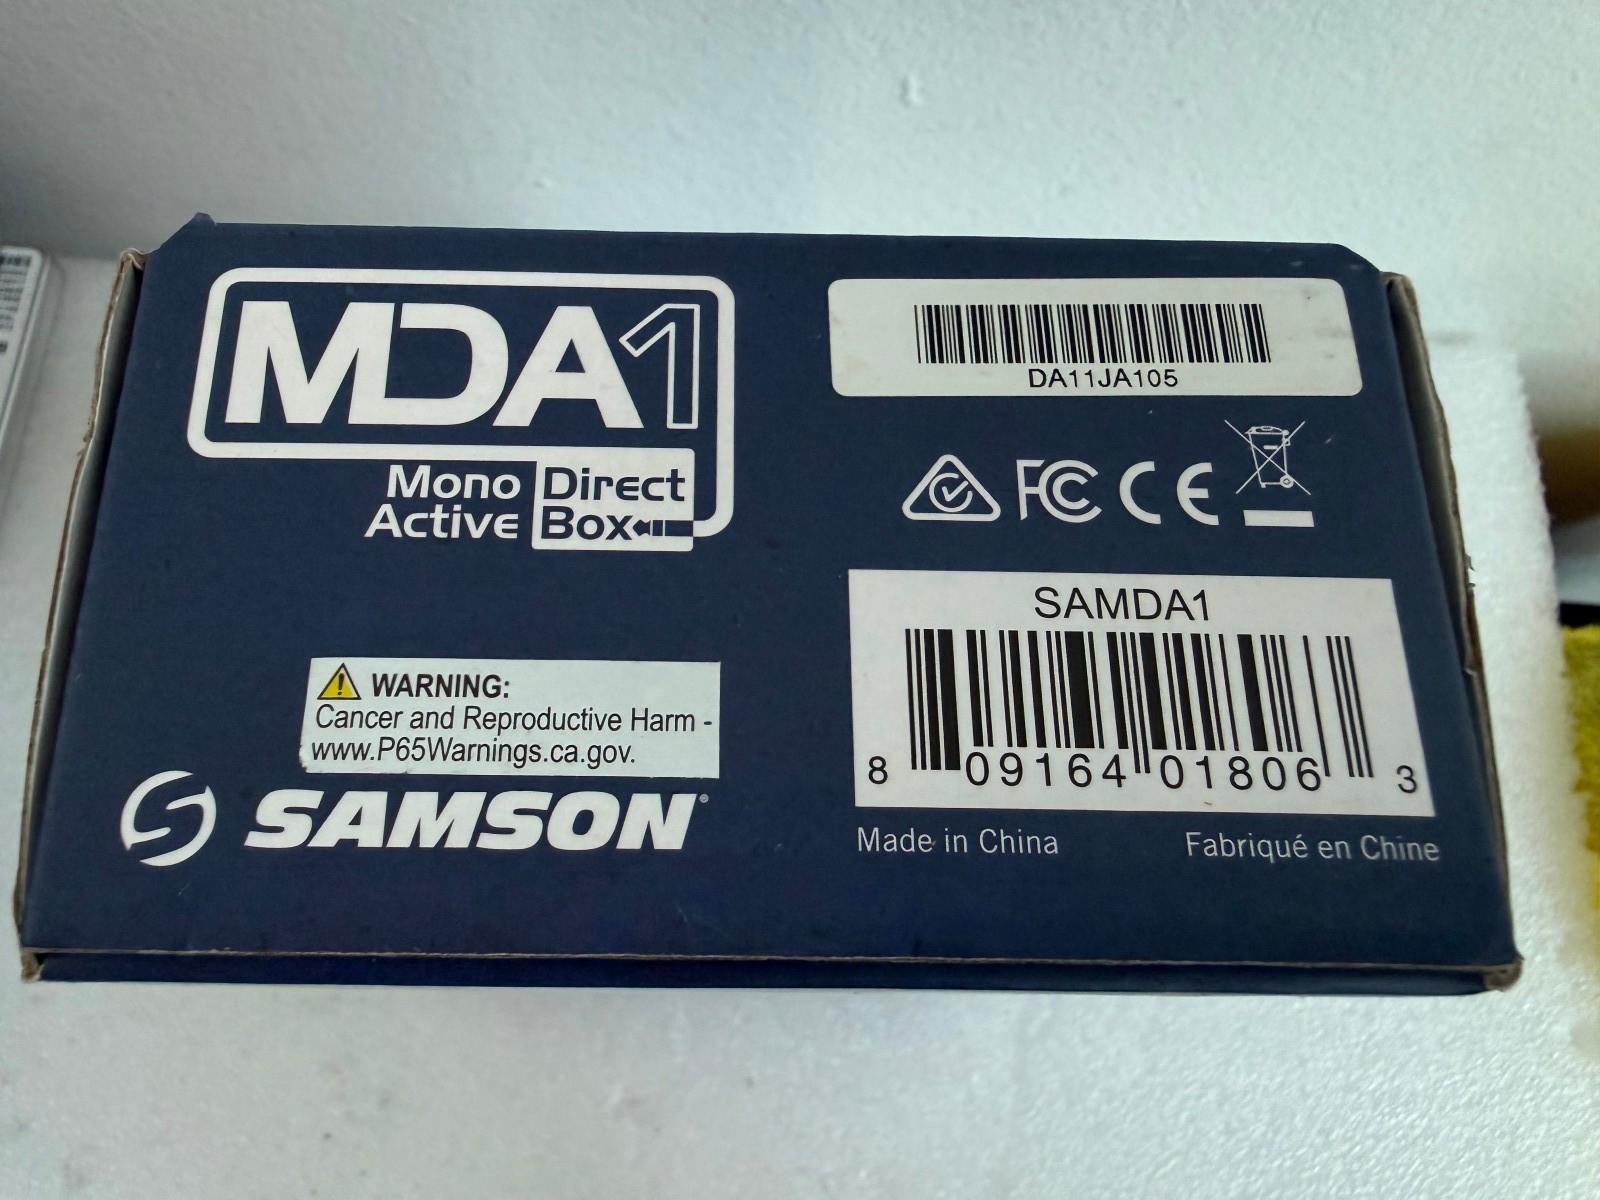 MDA1
Mono Direct
Active Box
DA11JA105
FC CE
SAMDA1
8 09164 01806 3
Made in China
Fabriqué en Chine
WARNING:
Cancer and Reproductive Harm -
www.P65Warnings.ca.gov.
SAMSON®